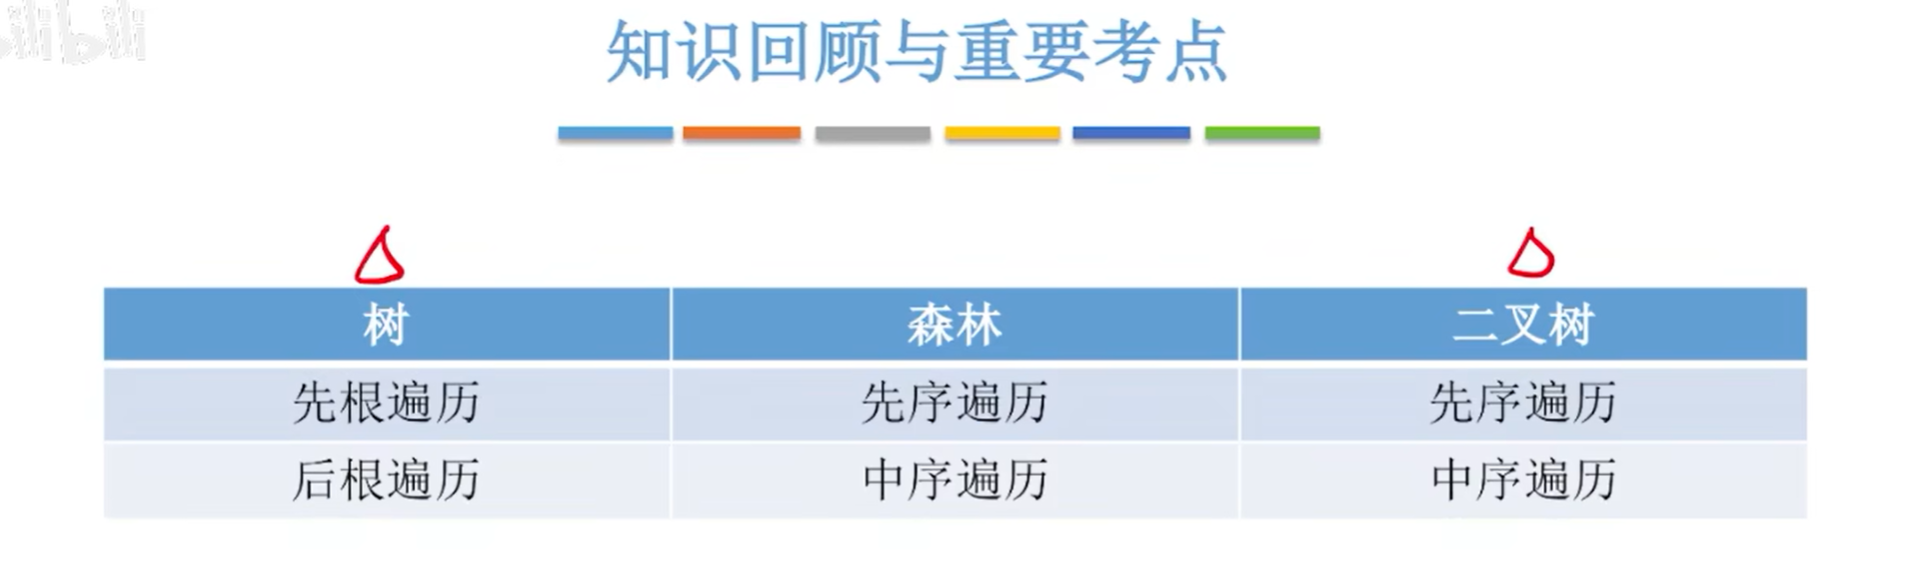 bilibili
知识回顾与重要考点
树 森林 二叉树
先根遍历 先序遍历 先序遍历
后根遍历 中序遍历 中序遍历